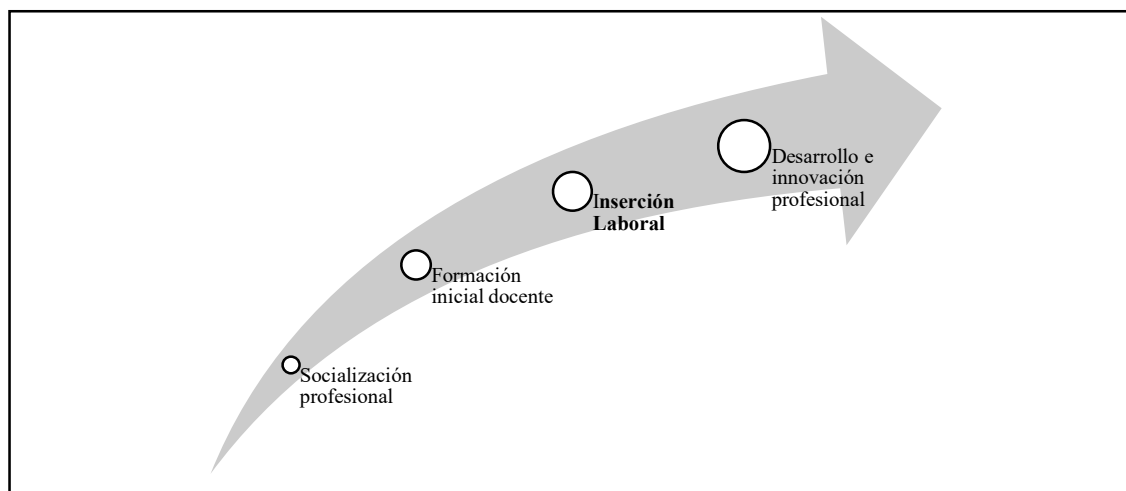 Desarrollo e
innovación
profesional
Inserción
Laboral
Formación
inicial docente
Socialización
profesional